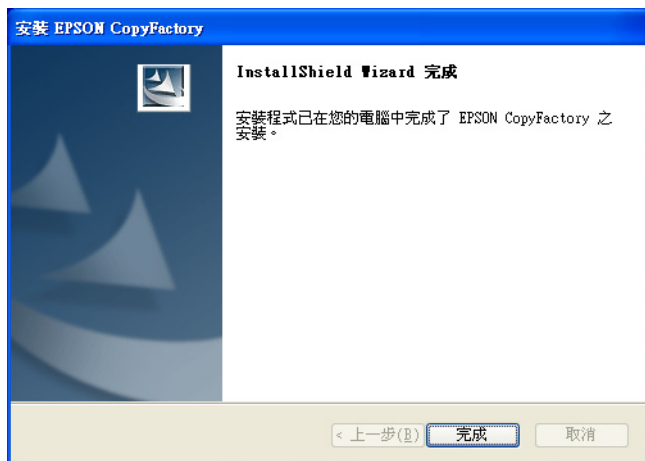 安裝 EPSON CopyFactory
InstallShield Wizard 完成
安裝程式已在您的電腦中完成了 EPSON CopyFactory 之
安裝。
< 上一步(B)
完成
取消